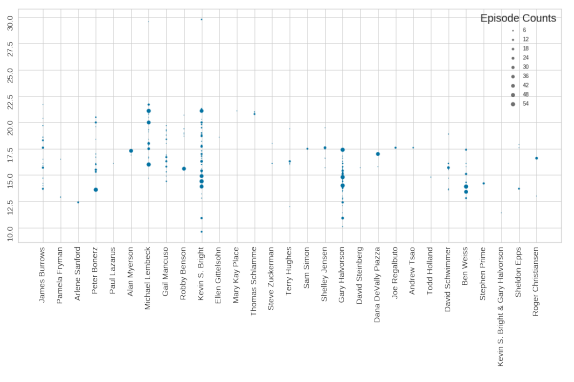 Episode Counts
6
12
18
24
30
36
42
48
54
30.0
27.5
25.0
22.5
20.0
17.5
15.0
12.5
10.0
James Burrows
Pamela Fryman
Arlene Sanford
Peter Bonerz
Paul Lazarus
Alan Myerson
Michael Lembeck
Gail Mancuso
Robby Benson
Kevin S. Bright
Ellen Gittelsohn
Mary Kay Place
Thomas Schlamme
Steve Zuckerman
Terry Hughes
Sam Simon
Shelley Jensen
Gary Halvorson
David Steinberg
Dana DeVally Piazza
Joe Regalbuto
Andrew Tsao
Todd Holland
David Schwimmer
Ben Weiss
Stephen Prime
Kevin S. Bright & Gary Halvorson
Sheldon Epps
Roger Christiansen